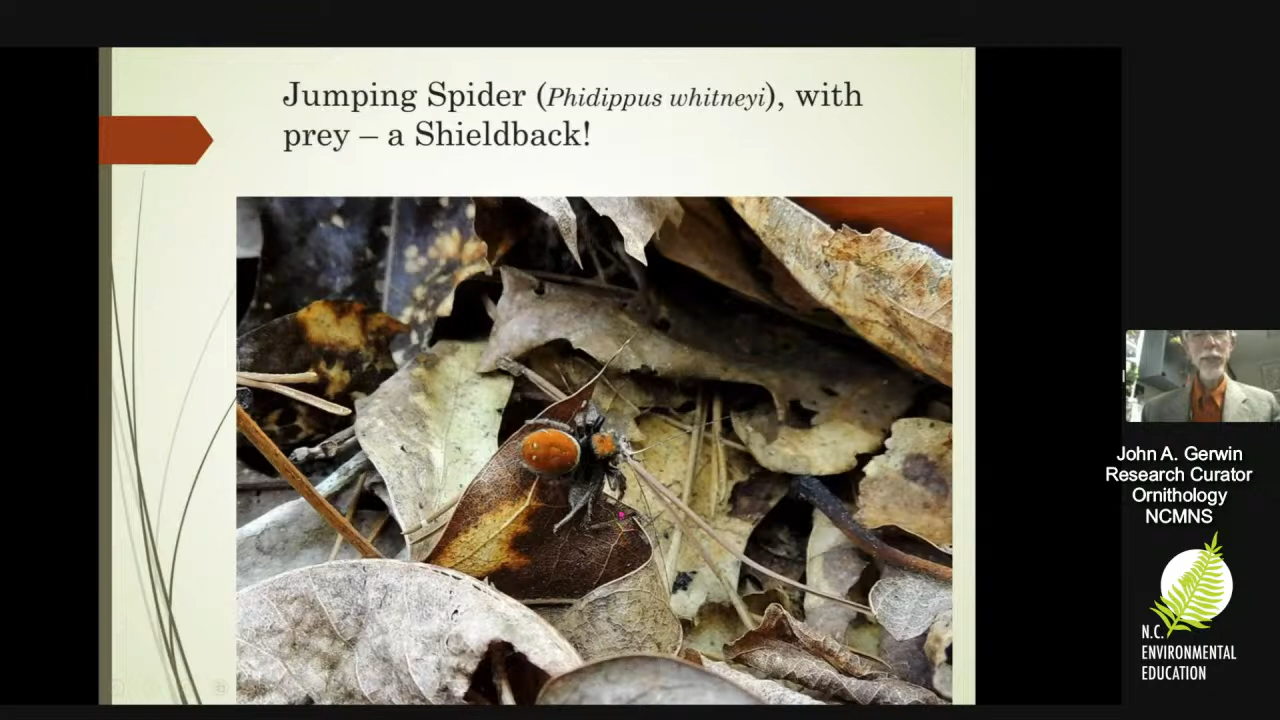 Jumping Spider (Phidippus whitneyi), with
prey – a Shieldback!
John A. Gerwin
Research Curator
Ornithology
NCMNS
N.C.
ENVIRONMENTAL
EDUCATION